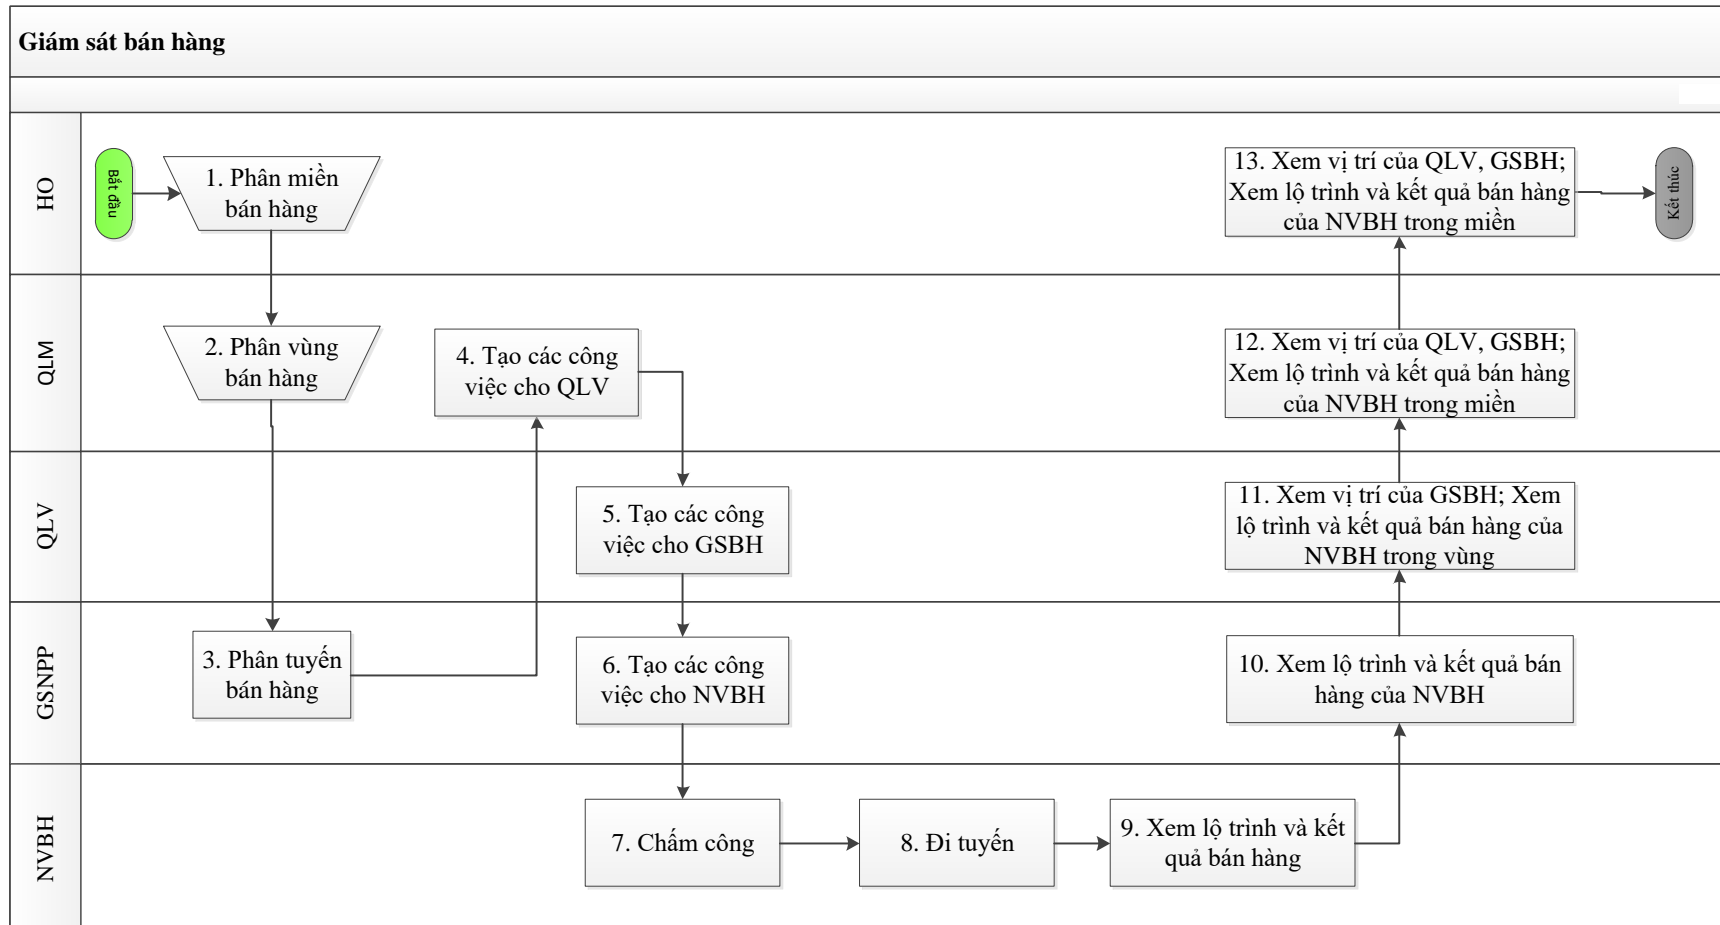 Giám sát bán hàng
HO
Bắt đầu
1. Phân miền
bán hàng
13. Xem vị trí của QLV, GSBH;
Xem lộ trình và kết quả bán hàng
của NVBH trong miền
Kết thúc
QLM
2. Phân vùng
bán hàng
4. Tạo các công
việc cho QLV
12. Xem vị trí của QLV, GSBH;
Xem lộ trình và kết quả bán hàng
của NVBH trong miền
QLV
5. Tạo các công
việc cho GSBH
11. Xem vị trí của GSBH; Xem
lộ trình và kết quả bán hàng của
NVBH trong vùng
GSNPP
3. Phân tuyến
bán hàng
6. Tạo các công
việc cho NVBH
10. Xem lộ trình và kết quả bán
hàng của NVBH
NVBH
7. Chấm công
8. Đi tuyến
9. Xem lộ trình và kết
quả bán hàng